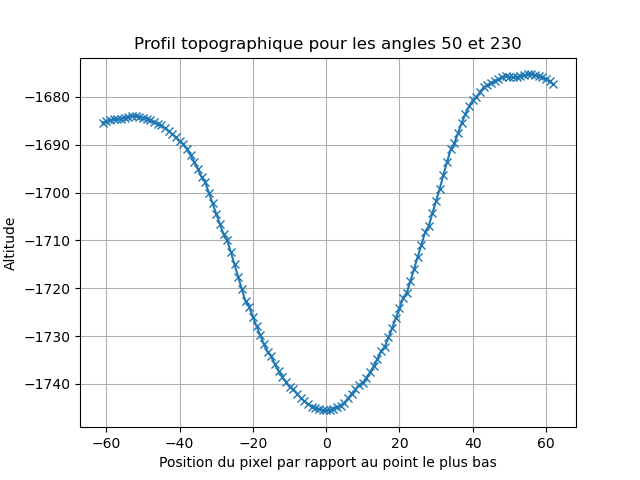 Profil topographique pour les angles 50 et 230
Altitude
−1680
−1690
−1700
−1710
−1720
−1730
−1740
−60 −40 −20 0 20 40 60
Position du pixel par rapport au point le plus bas